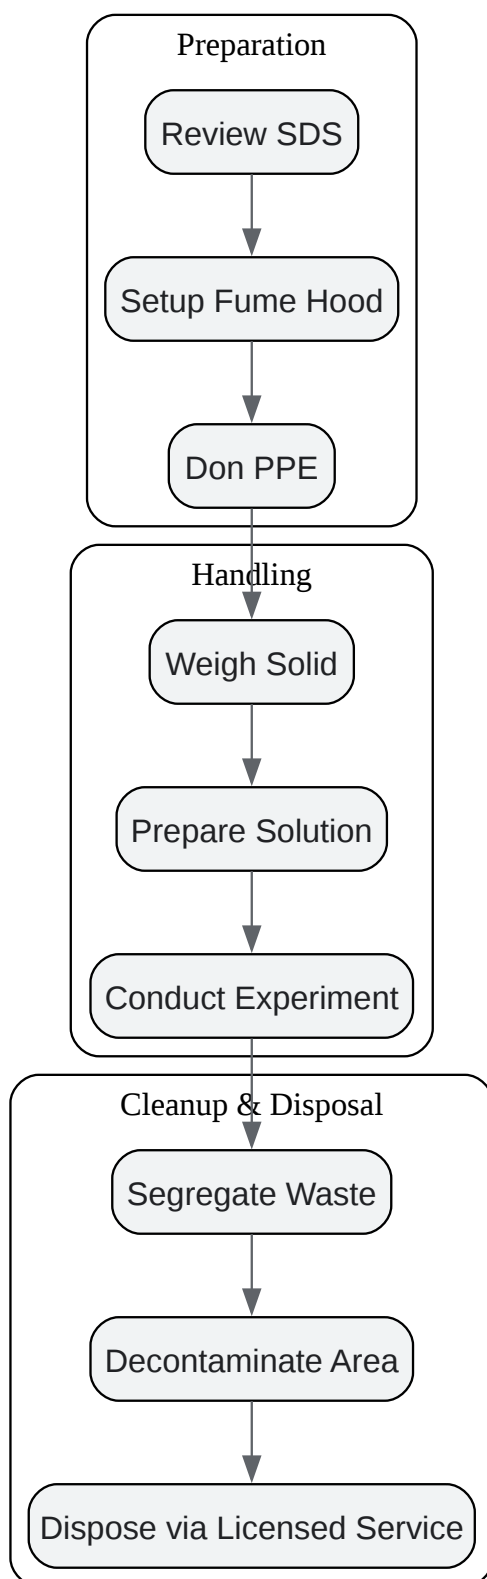 Preparation
Review SDS
Setup Fume Hood
Don PPE
Handling
Weigh Solid
Prepare Solution
Conduct Experiment
Cleanup & Disposal
Segregate Waste
Decontaminate Area
Dispose via Licensed Service